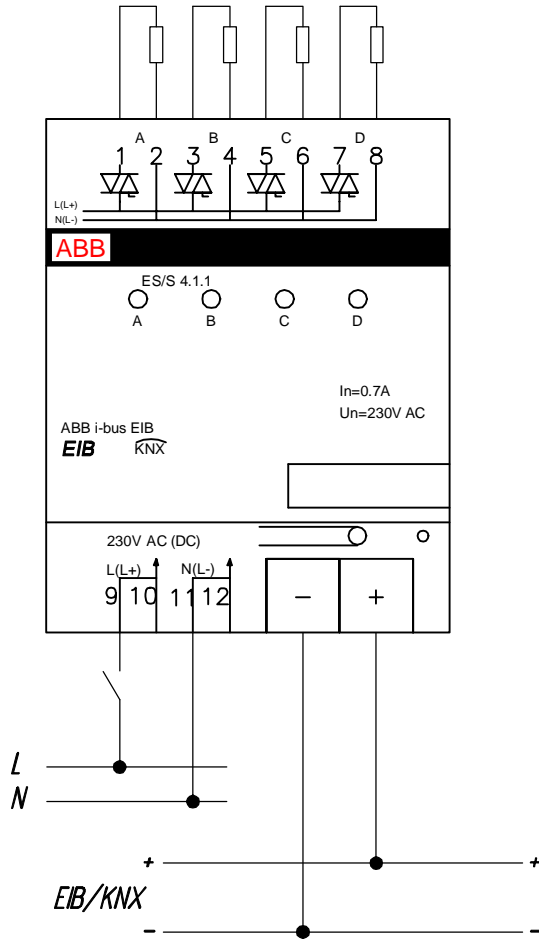 A B C D
1 2 3 4 5 6 7 8
L(L+)
N(L-)
ABB
ES/S 4.1.1
A B C D
In=0.7A
Un=230V AC
ABB i-bus EIB
EIB KNX
230V AC (DC)
L(L+) N(L-)
9 10 11 12 − +
L
N
+ +
EIB/KNX
− −